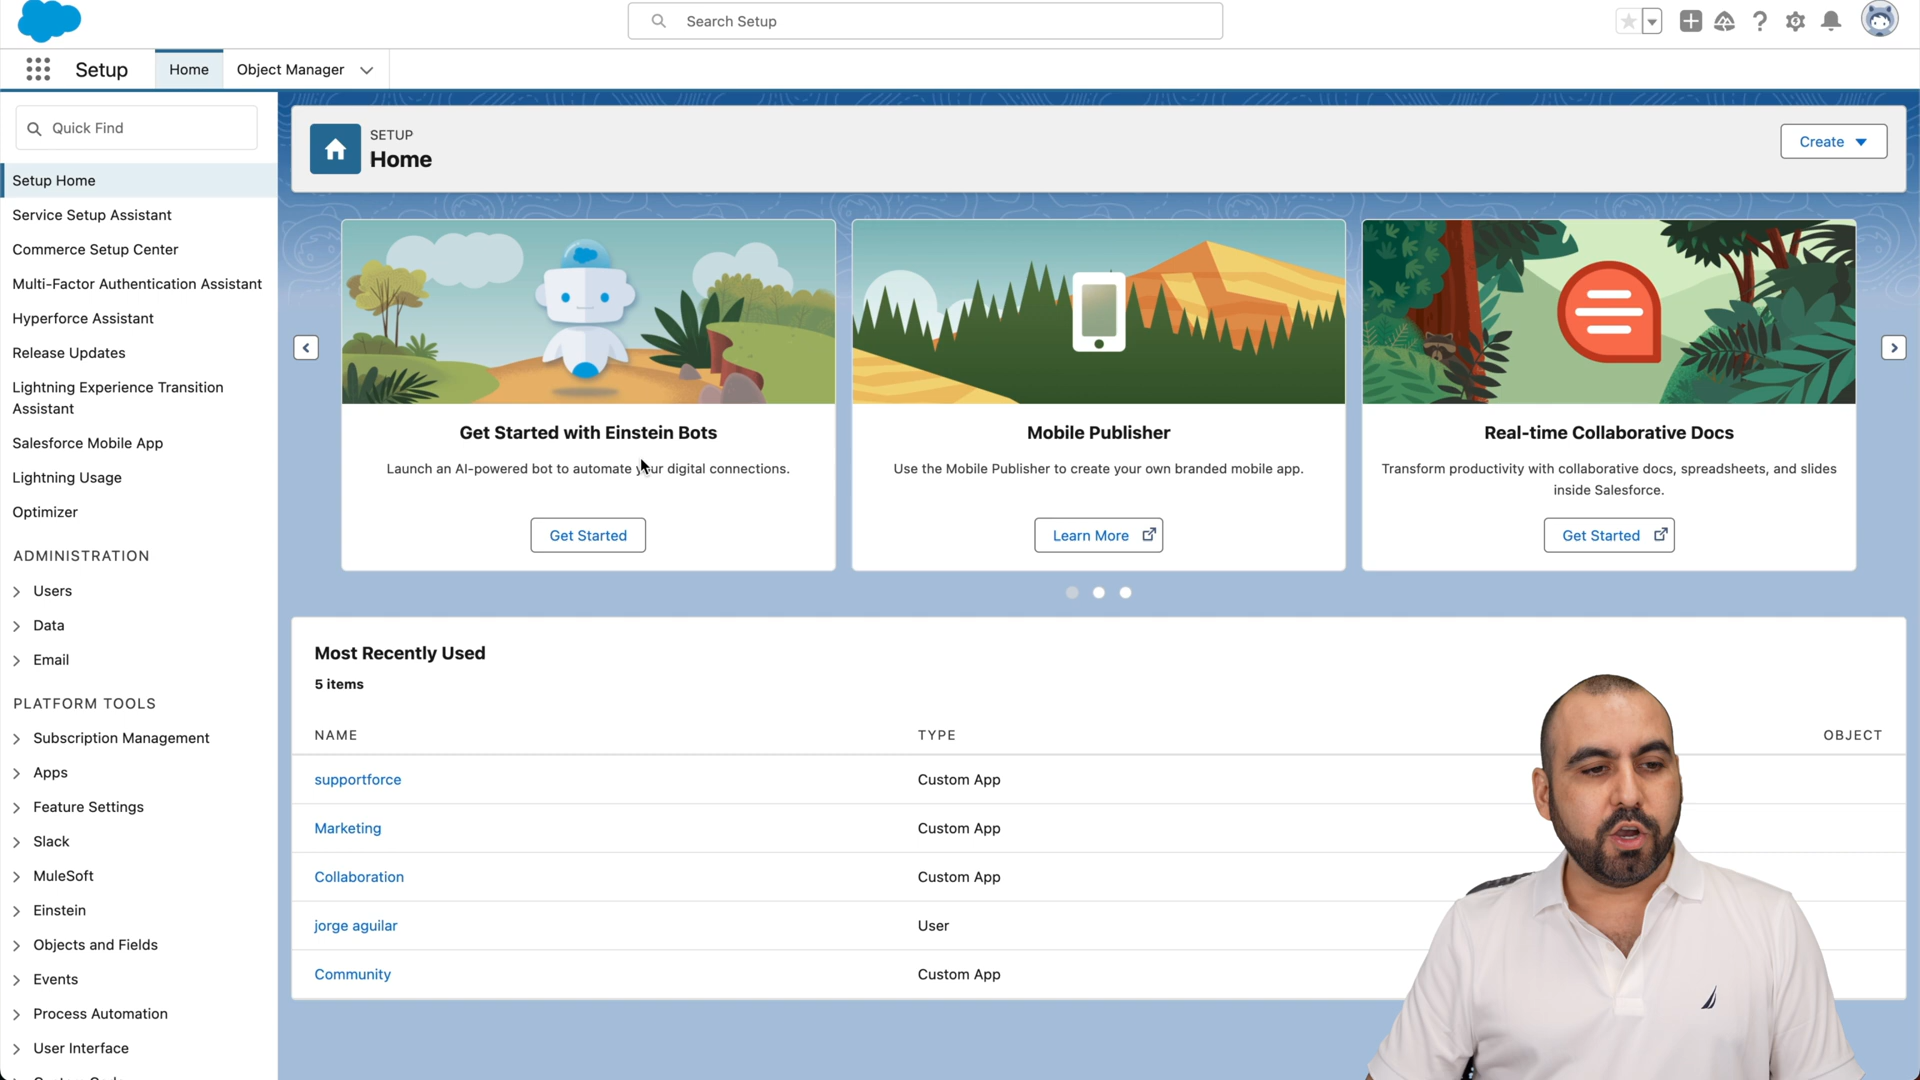 Search Setup
Setup
Home
Object Manager
Quick Find
Setup Home
Service Setup Assistant
Commerce Setup Center
Multi-Factor Authentication Assistant
Hyperforce Assistant
Release Updates
Lightning Experience Transition
Assistant
Salesforce Mobile App
Lightning Usage
Optimizer
ADMINISTRATION
Users
Data
Email
PLATFORM TOOLS
Subscription Management
Apps
Feature Settings
Slack
MuleSoft
Einstein
Objects and Fields
Events
Process Automation
User Interface
SETUP
Home
Create
Get Started with Einstein Bots
Launch an AI-powered bot to automate your digital connections.
Get Started
Mobile Publisher
Use the Mobile Publisher to create your own branded mobile app.
Learn More
Real-time Collaborative Docs
Transform productivity with collaborative docs, spreadsheets, and slides
inside Salesforce.
Get Started
Most Recently Used
5 items
NAME TYPE OBJECT
supportforce Custom App
Marketing Custom App
Collaboration Custom App
jorge aguilar User
Community Custom App